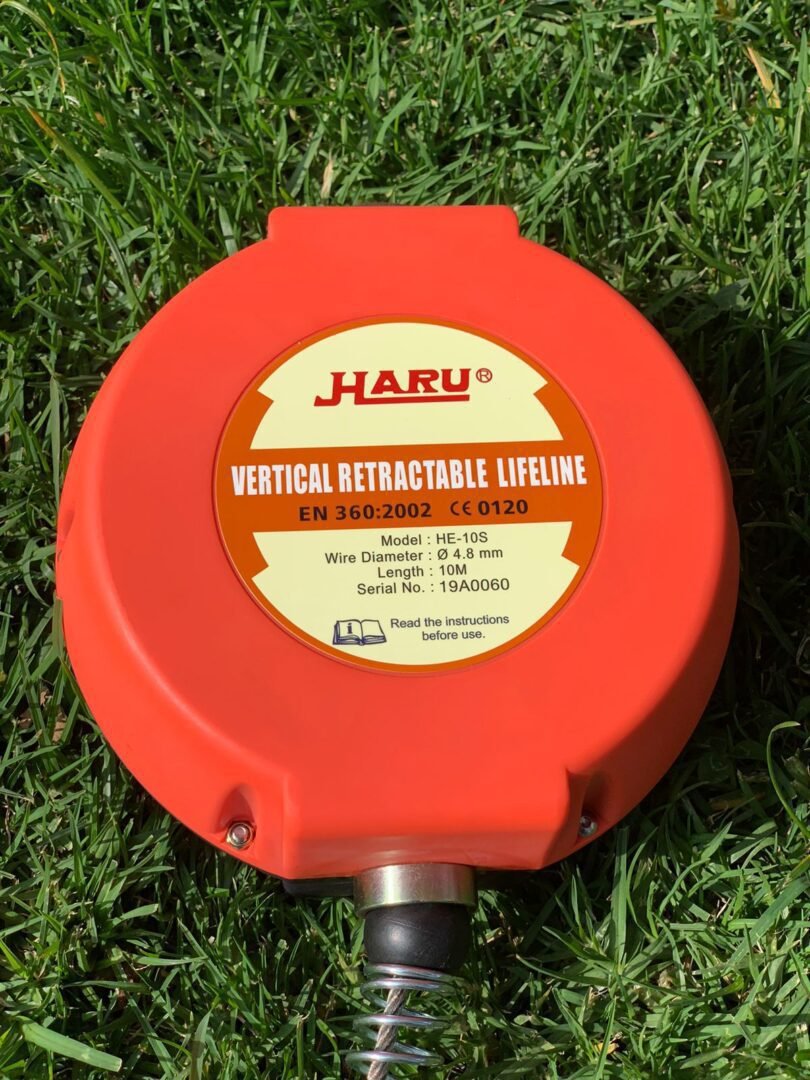 HARU®
VERTICAL RETRACTABLE LIFELINE
EN 360:2002 CE 0120
Model : HE-10S
Wire Diameter : Ø 4.8 mm
Length : 10M
Serial No. : 19A0060
i
Read the instructions
before use.